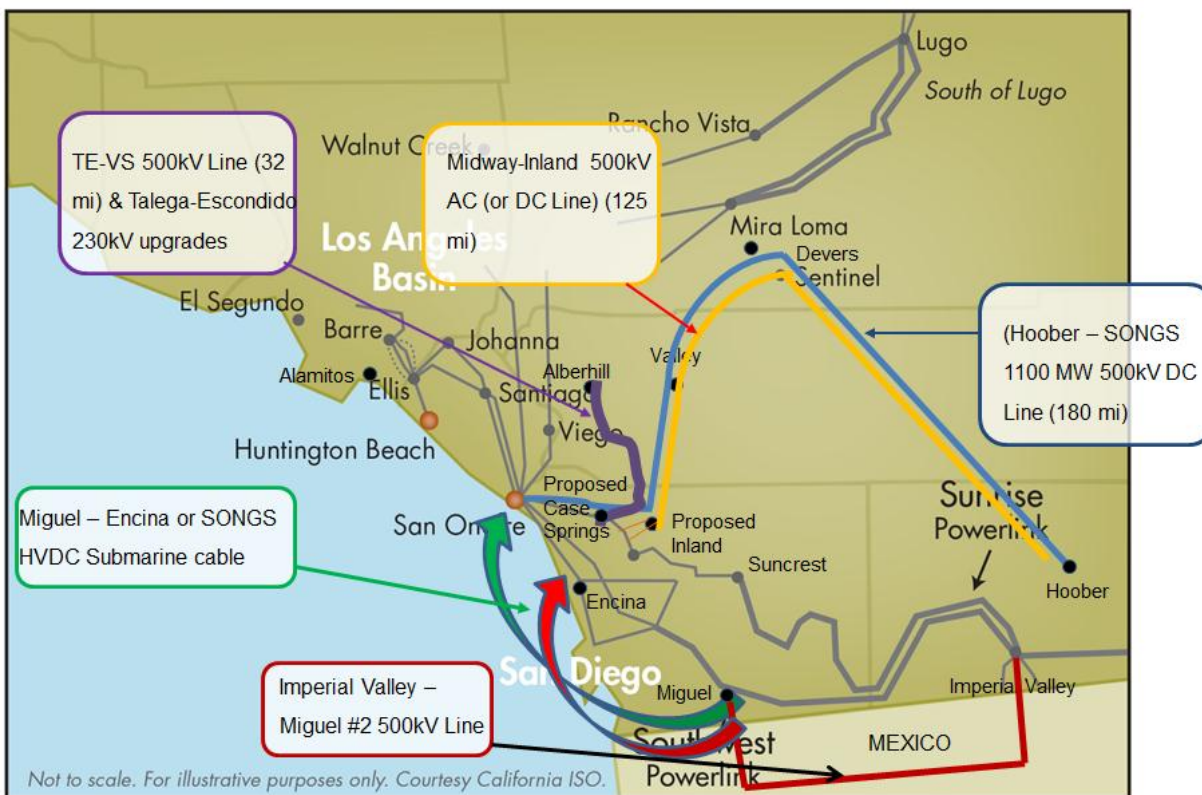 Lugo
South of Lugo
Rancho Vista
Walnut Creek
TE-VS 500kV Line (32
mi) & Talega-Escondido
230kV upgrades
Midway-Inland 500kV
AC (or DC Line) (125
mi)
Mira Loma
Devers
Sentinel
Los Angeles
Basin
El Segundo
Barre
Johanna
Valley
(Hoober – SONGS
1100 MW 500kV DC
Line (180 mi)
Alamitos
Ellis
Alberhill
Santiago
Viego
Huntington Beach
Miguel – Encina or SONGS
HVDC Submarine cable
San Onofre
Proposed
Case
Springs
Proposed
Inland
Sunrise
Powerlink
Suncrest
Hoober
Encina
San Diego
Imperial Valley –
Miguel #2 500kV Line
Miguel
Imperial Valley
Southwest
Powerlink
MEXICO
Not to scale. For illustrative purposes only. Courtesy California ISO.